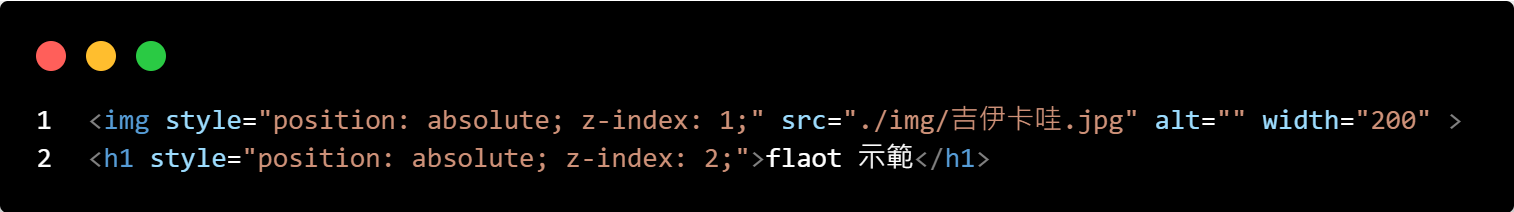 1 <img style="position: absolute; z-index: 1;" src="./img/吉伊卡哇.jpg" alt="" width="200" >
2 <h1 style="position: absolute; z-index: 2;">flaot 示範</h1>